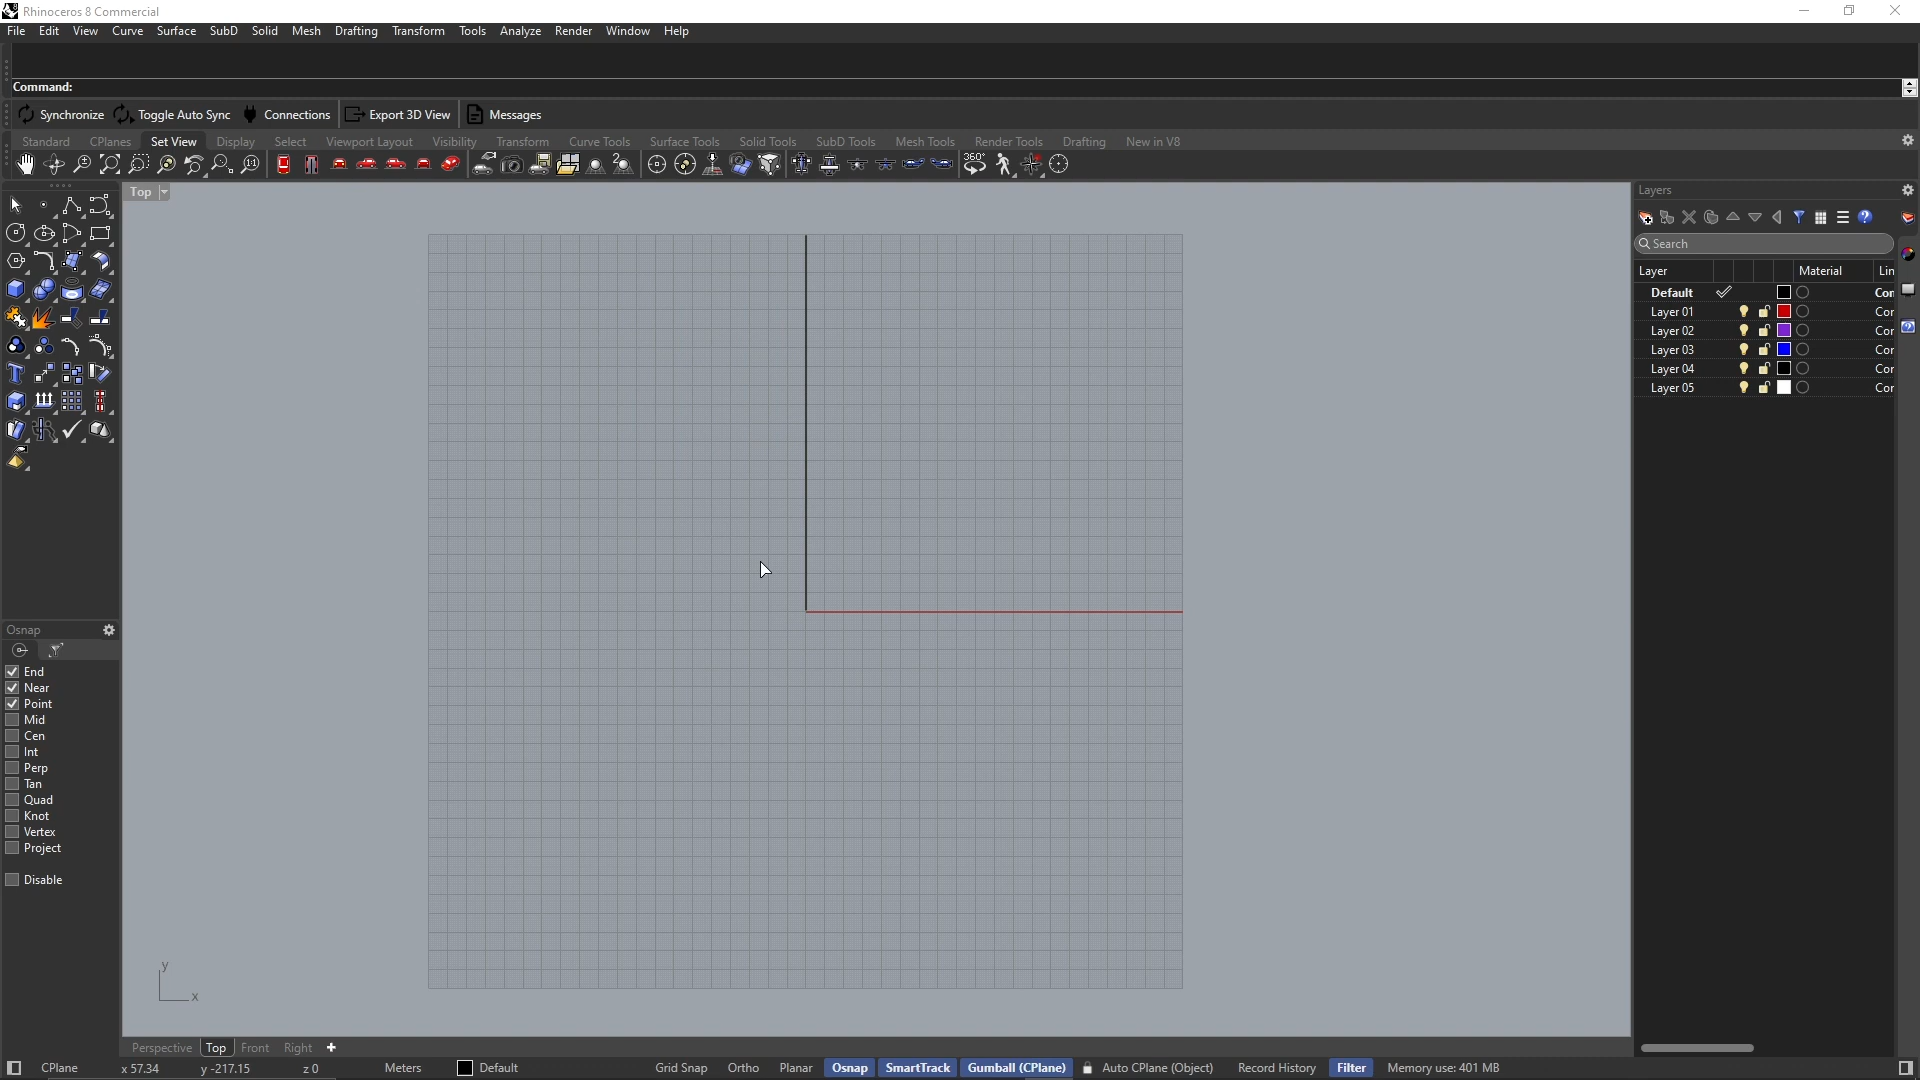 Rhinoceros 8 Commercial
File Edit View Curve Surface SubD Solid Mesh Drafting Transform Tools Analyze Render Window Help
Command:
Synchronize Toggle Auto Sync Connections Export 3D View Messages
Standard CPlanes Set View Display Select Viewport Layout Visibility Transform Curve Tools Surface Tools Solid Tools SubD Tools Mesh Tools Render Tools Drafting New in V8
1:1 2 360°
Top
Layers
Search
Layer Material Lin
Default Con
Layer 01 Cor
Layer 02 Cor
Layer 03 Cor
Layer 04 Cor
Layer 05 Cor
Osnap
End
Near
Point
Mid
Cen
Int
Perp
Tan
Quad
Knot
Vertex
Project
Disable
y
x
Perspective Top Front Right
CPlane x 57.34 y -217.15 z 0 Meters Default Grid Snap Ortho Planar Osnap SmartTrack Gumball (CPlane) Auto CPlane (Object) Record History Filter Memory use: 401 MB